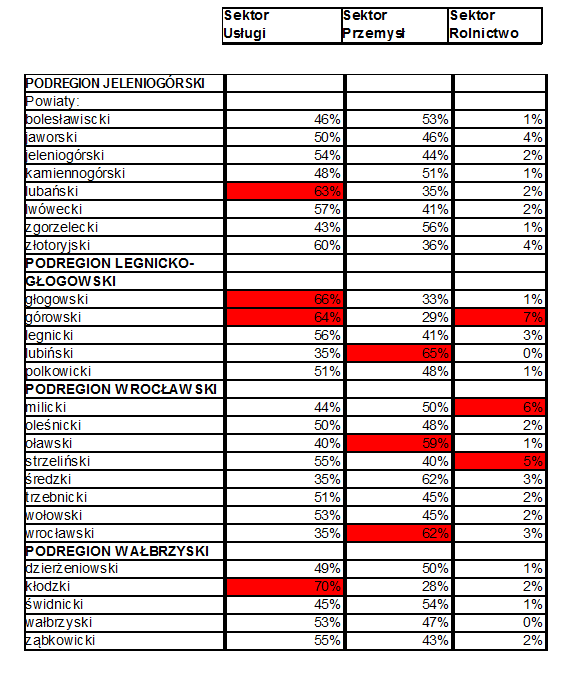 Sektor Sektor Sektor
Usługi Przemysł Rolnictwo
PODREGION JELENIOGÓRSKI
Powiaty:
bolesławiscki 46% 53% 1%
jaworski 50% 46% 4%
jeleniogórski 54% 44% 2%
kamiennogórski 48% 51% 1%
lubański 63% 35% 2%
lwówecki 57% 41% 2%
zgorzelecki 43% 56% 1%
złotoryjski 60% 36% 4%
PODREGION LEGNICKO-
GŁOGOWSKI
głogowski 66% 33% 1%
górowski 64% 29% 7%
legnicki 56% 41% 3%
lubiński 35% 65% 0%
polkowicki 51% 48% 1%
PODREGION WROCŁAWSKI
milicki 44% 50% 6%
oleśnicki 50% 48% 2%
oławski 40% 59% 1%
strzeliński 55% 40% 5%
średzki 35% 62% 3%
trzebnicki 51% 45% 2%
wołowski 53% 45% 2%
wrocławski 35% 62% 3%
PODREGION WAŁBRZYSKI
dzierżeniowski 49% 50% 1%
kłodzki 70% 28% 2%
świdnicki 45% 54% 1%
wałbrzyski 53% 47% 0%
ząbkowicki 55% 43% 2%